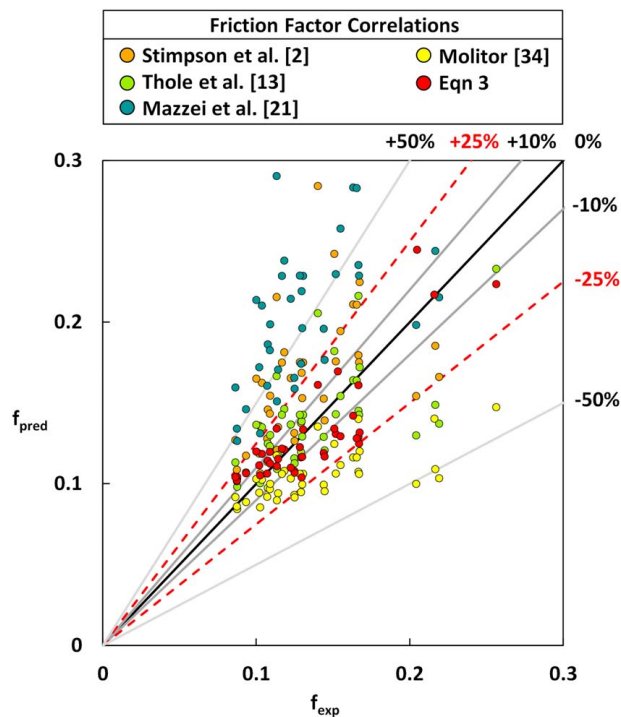 Friction Factor Correlations
Stimpson et al. [2]
Molitor [34]
Thole et al. [13]
Eqn 3
Mazzei et al. [21]
+50% +25% +10% 0%
0.3
-10%
-25%
0.2
-50%
fpred
0.1
0
0 0.1 0.2 0.3
fexp